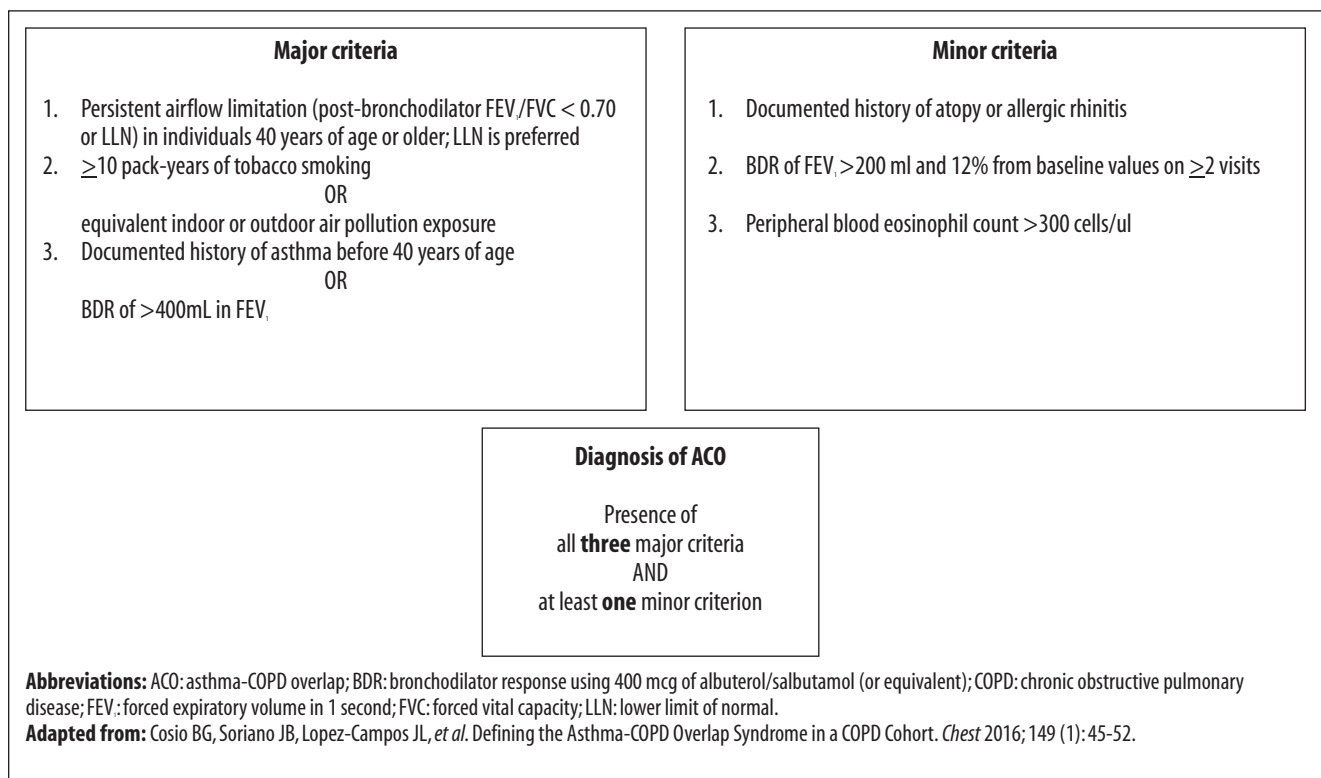 Major criteria
1. Persistent airflow limitation (post-bronchodilator FEV₁/FVC < 0.70
or LLN) in individuals 40 years of age or older; LLN is preferred
2. ≥10 pack-years of tobacco smoking
OR
equivalent indoor or outdoor air pollution exposure
3. Documented history of asthma before 40 years of age
OR
BDR of >400mL in FEV₁
Minor criteria
1. Documented history of atopy or allergic rhinitis
2. BDR of FEV₁ >200 ml and 12% from baseline values on ≥2 visits
3. Peripheral blood eosinophil count >300 cells/ul
Diagnosis of ACO
Presence of
all three major criteria
AND
at least one minor criterion
Abbreviations: ACO: asthma-COPD overlap; BDR: bronchodilator response using 400 mcg of albuterol/salbutamol (or equivalent); COPD: chronic obstructive pulmonary
disease; FEV₁: forced expiratory volume in 1 second; FVC: forced vital capacity; LLN: lower limit of normal.
Adapted from: Cosio BG, Soriano JB, Lopez-Campos JL, et al. Defining the Asthma-COPD Overlap Syndrome in a COPD Cohort. Chest 2016; 149 (1): 45-52.